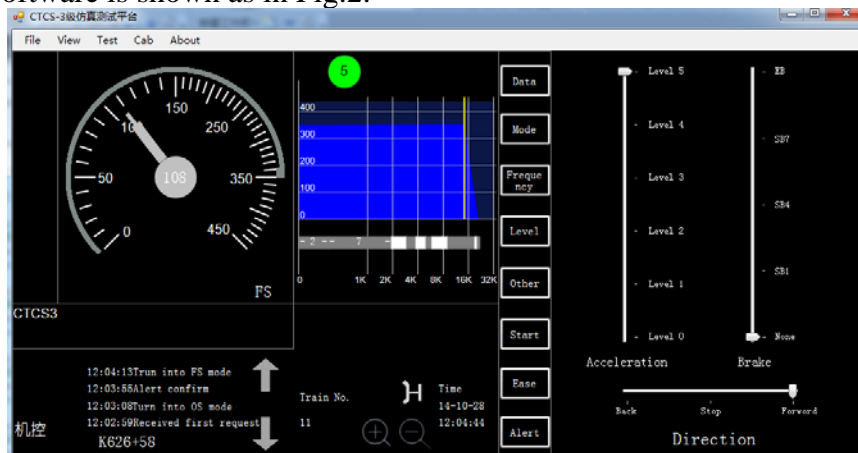 oftware is shown as in Fig.2.
CTCS-3级仿真测试平台
File View Test Cab About
0
50
100
150
250
350
450
108
FS
5
400
300
200
100
0
- 2 -- 7 -
0 1K 2K 4K 8K 16K 32K
Data
Mode
Freque
ncy
Level
Other
Start
Ease
Alert
Level 5
Level 4
Level 3
Level 2
Level 1
Level 0
Acceleration
EB
SB7
SB4
SB1
None
Brake
Back Stop Forword
Direction
CTCS3
机控
12:04:13Trun into FS mode
12:03:55Alert confirm
12:03:08Turn into OS mode
12:02:59Received first request
K626+58
Train No.
11
Time
14-10-28
12:04:44